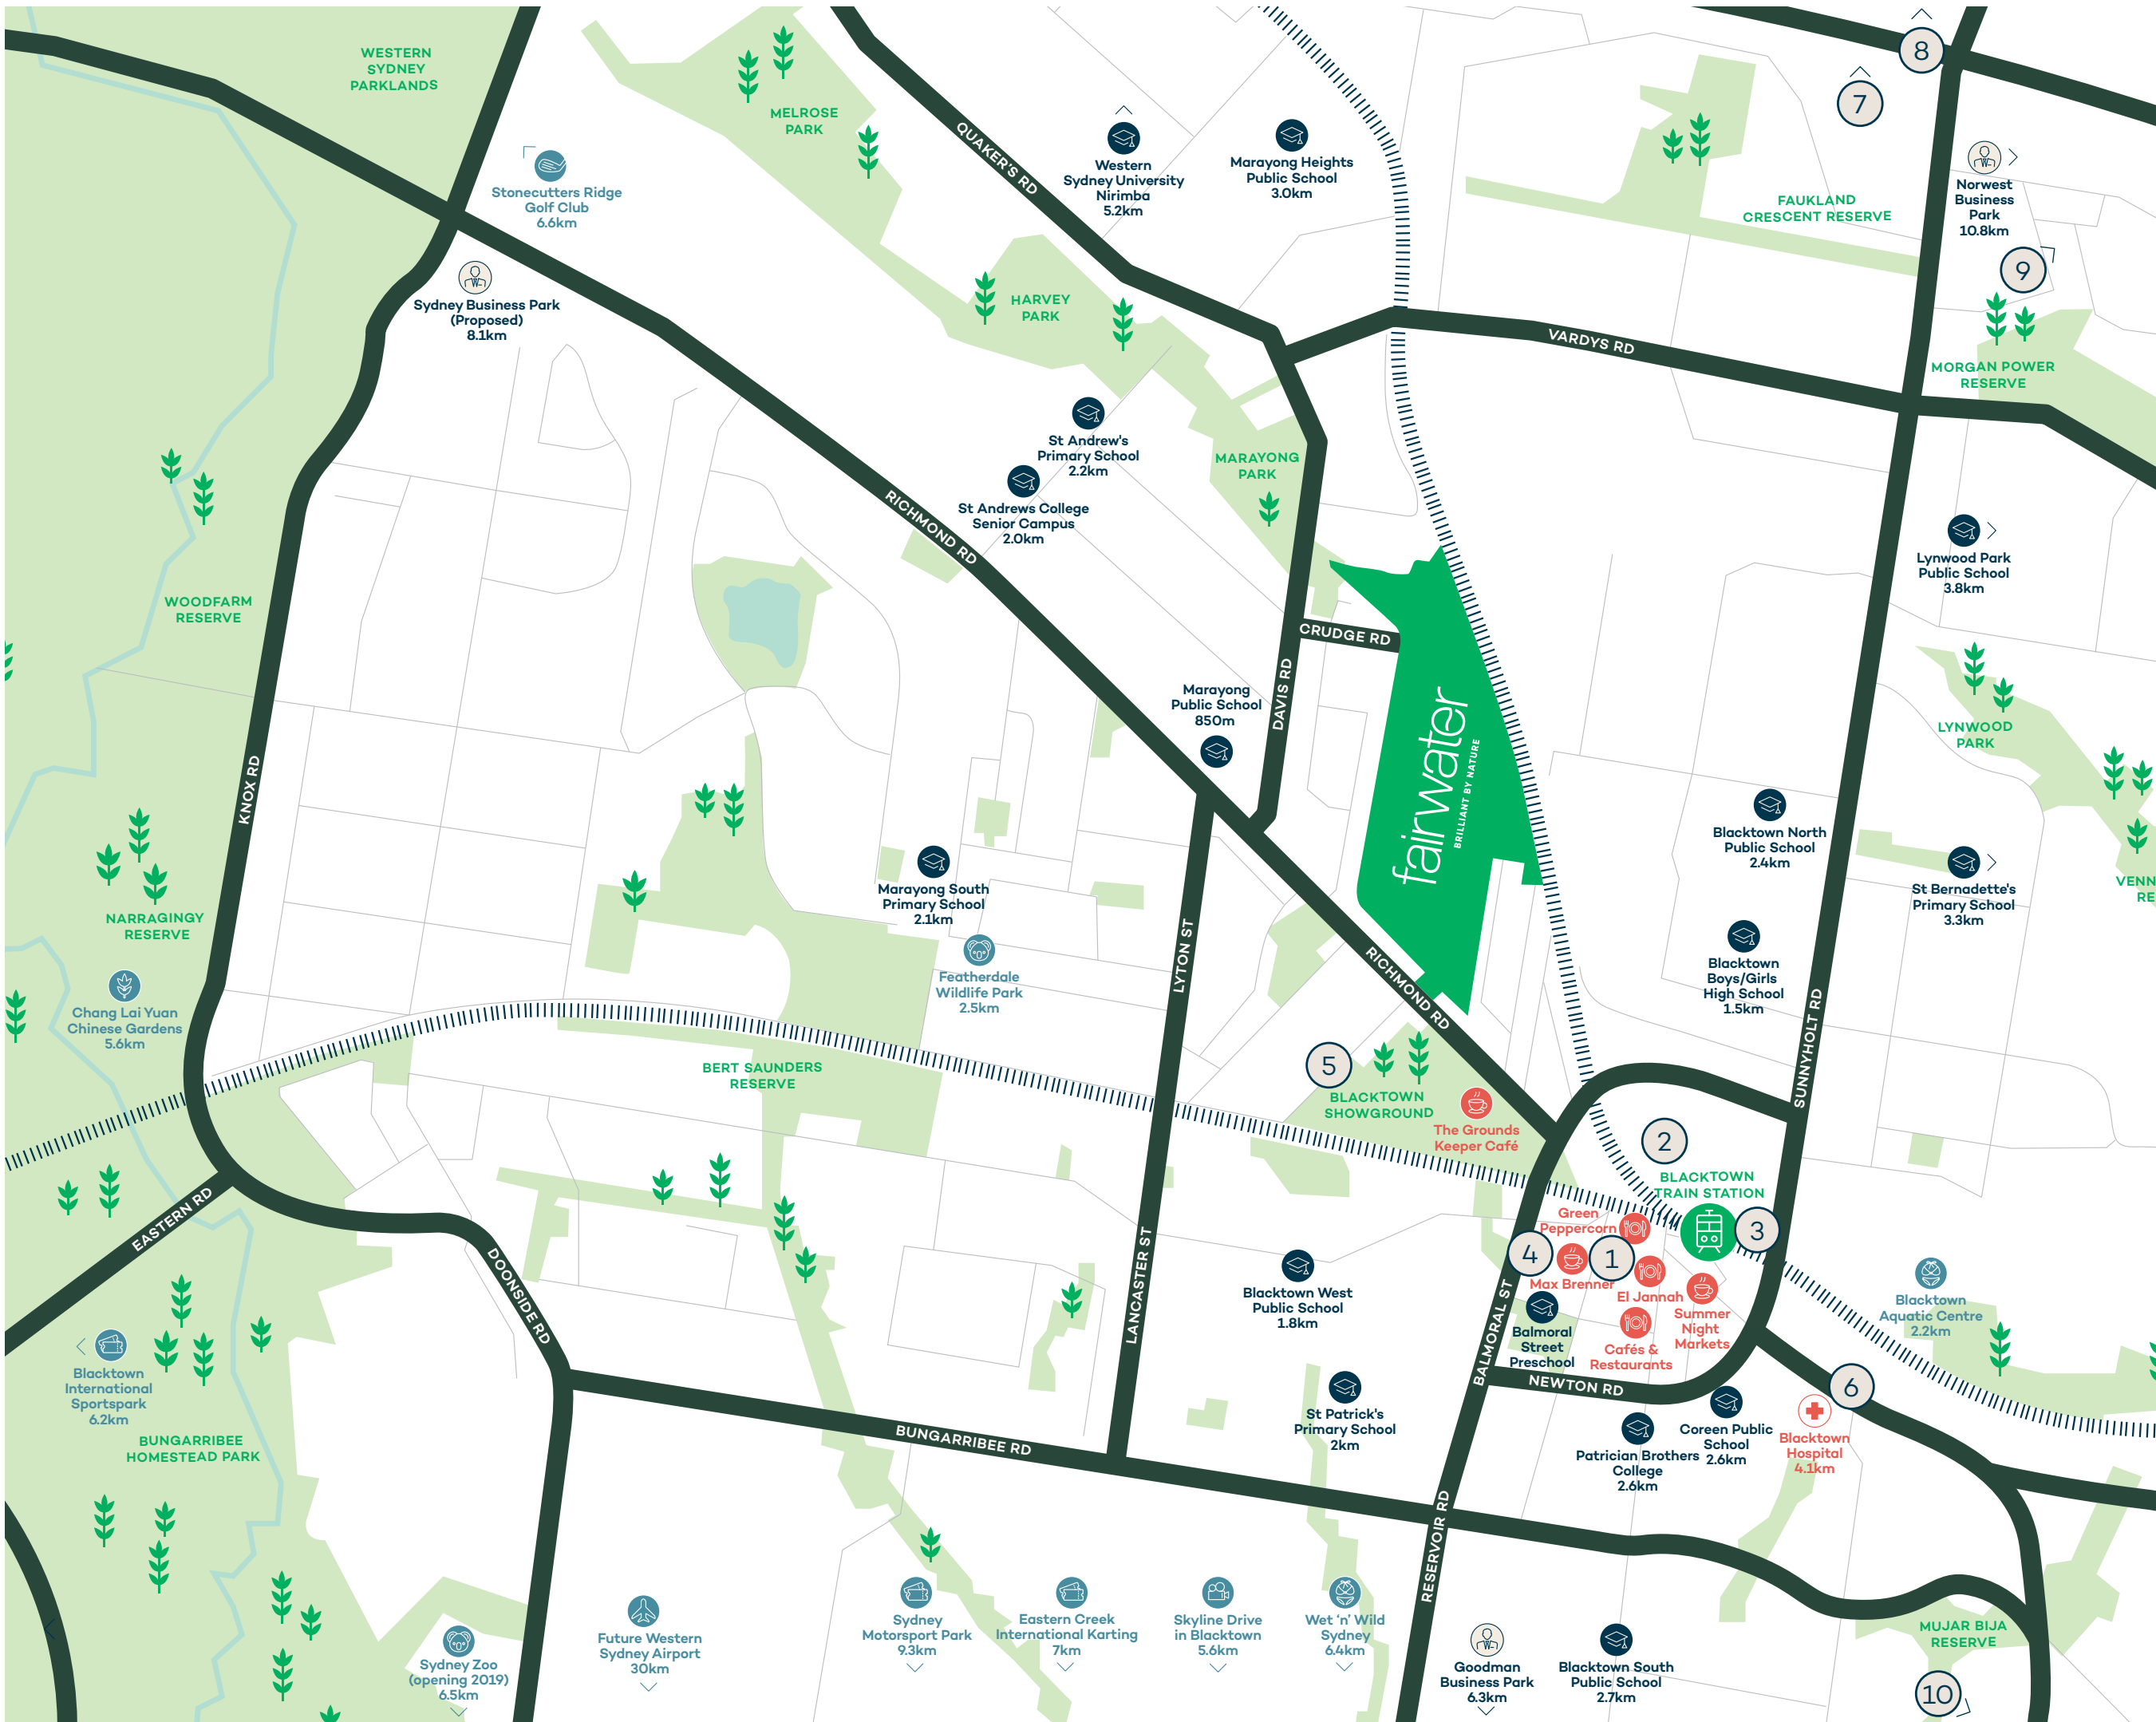 WESTERN
SYDNEY
PARKLANDS
MELROSE
PARK
QUAKER'S RD
Western
Sydney University
Nirimba
5.2km
Marayong Heights
Public School
3.0km
8
7
Stonecutters Ridge
Golf Club
6.6km
FAUKLAND
CRESCENT RESERVE
Norwest
Business
Park
10.8km
9
Sydney Business Park
(Proposed)
8.1km
HARVEY
PARK
VARDYS RD
MORGAN POWER
RESERVE
St Andrew's
Primary School
2.2km
MARAYONG
PARK
St Andrews College
Senior Campus
2.0km
RICHMOND RD
Lynwood Park
Public School
3.8km
WOODFARM
RESERVE
CRUDGE RD
DAVIS RD
Marayong
Public School
850m
fairwater
BRILLIANT BY NATURE
LYNWOOD
PARK
KNOX RD
Blacktown North
Public School
2.4km
Marayong South
Primary School
2.1km
St Bernadette's
Primary School
3.3km
VENN
RE
NARRAGINGY
RESERVE
LYTON ST
RICHMOND RD
Blacktown
Boys/Girls
High School
1.5km
Featherdale
Wildlife Park
2.5km
Chang Lai Yuan
Chinese Gardens
5.6km
SUNNYHOLT RD
BERT SAUNDERS
RESERVE
5
BLACKTOWN
SHOWGROUND
The Grounds
Keeper Café
2
BLACKTOWN
TRAIN STATION
EASTERN RD
DOONSIDE RD
LANCASTER ST
Green
Peppercorn
3
4
1
Max Brenner
El Jannah
Summer
Night
Markets
Blacktown West
Public School
1.8km
BALMORAL ST
Balmoral
Street
Preschool
Cafés &
Restaurants
Blacktown
Aquatic Centre
2.2km
Blacktown
International
Sportspark
6.2km
NEWTON RD
6
BUNGARRIBEE
HOMESTEAD PARK
BUNGARRIBEE RD
St Patrick's
Primary School
2km
Patrician Brothers
College
2.6km
Coreen Public
School
2.6km
Blacktown
Hospital
4.1km
RESERVOIR RD
Sydney Zoo
(opening 2019)
6.5km
Future Western
Sydney Airport
30km
Sydney
Motorsport Park
9.3km
Eastern Creek
International Karting
7km
Skyline Drive
in Blacktown
5.6km
Wet ‘n’ Wild
Sydney
6.4km
Goodman
Business Park
6.3km
Blacktown South
Public School
2.7km
MUJAR BIJA
RESERVE
10